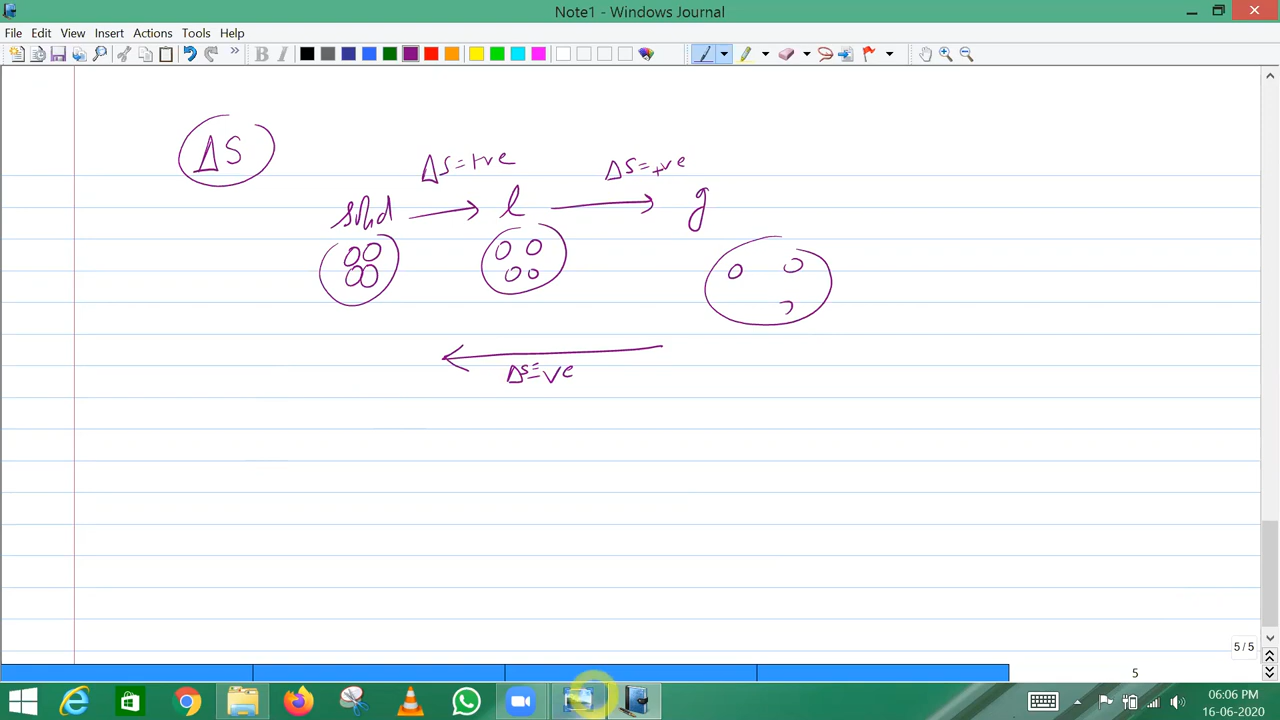 Note1 - Windows Journal
File Edit View Insert Actions Tools Help
B I
ΔS
ΔS=+ve ΔS=+ve
solid → l → g
ΔS=-ve
5/5
5
06:06 PM
16-06-2020